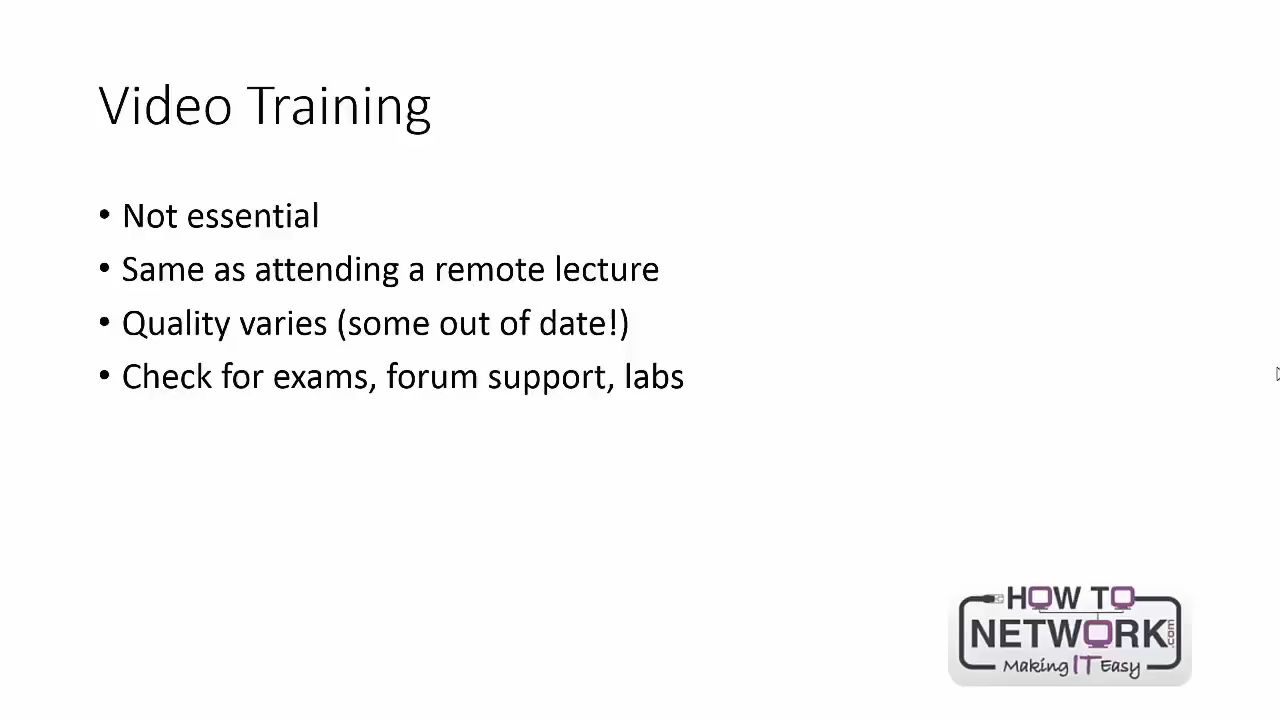 Video Training
• Not essential
• Same as attending a remote lecture
• Quality varies (some out of date!)
• Check for exams, forum support, labs
HOW TO
NETWORK.com
Making IT Easy